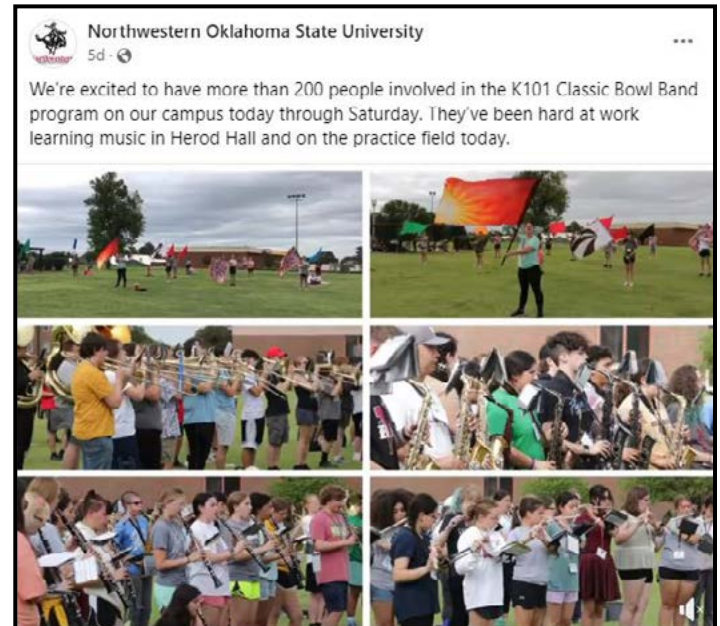 Northwestern Oklahoma State University
5d ·
We're excited to have more than 200 people involved in the K101 Classic Bowl Band
program on our campus today through Saturday. They've been hard at work
learning music in Herod Hall and on the practice field today.